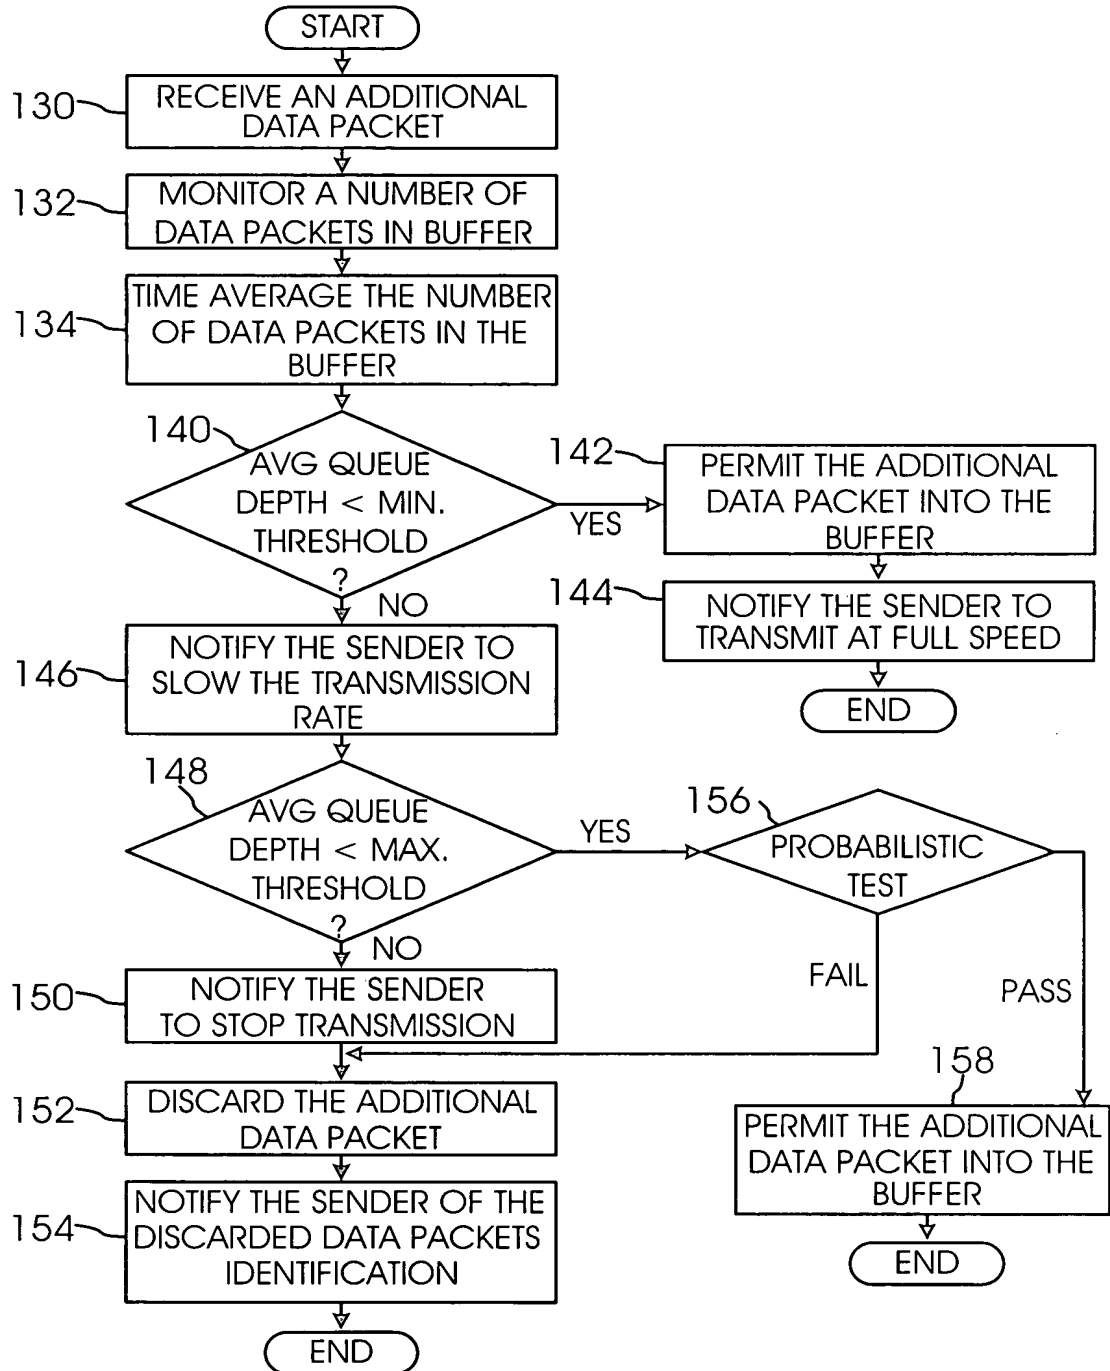 START
130
RECEIVE AN ADDITIONAL
DATA PACKET
132
MONITOR A NUMBER OF
DATA PACKETS IN BUFFER
134
TIME AVERAGE THE NUMBER
OF DATA PACKETS IN THE
BUFFER
140
AVG QUEUE
DEPTH < MIN.
THRESHOLD
?
YES
NO
142
PERMIT THE ADDITIONAL
DATA PACKET INTO THE
BUFFER
144
NOTIFY THE SENDER TO
TRANSMIT AT FULL SPEED
END
146
NOTIFY THE SENDER TO
SLOW THE TRANSMISSION
RATE
148
AVG QUEUE
DEPTH < MAX.
THRESHOLD
?
YES
NO
156
PROBABILISTIC
TEST
FAIL
PASS
150
NOTIFY THE SENDER
TO STOP TRANSMISSION
152
DISCARD THE ADDITIONAL
DATA PACKET
154
NOTIFY THE SENDER OF THE
DISCARDED DATA PACKETS
IDENTIFICATION
END
158
PERMIT THE ADDITIONAL
DATA PACKET INTO THE
BUFFER
END